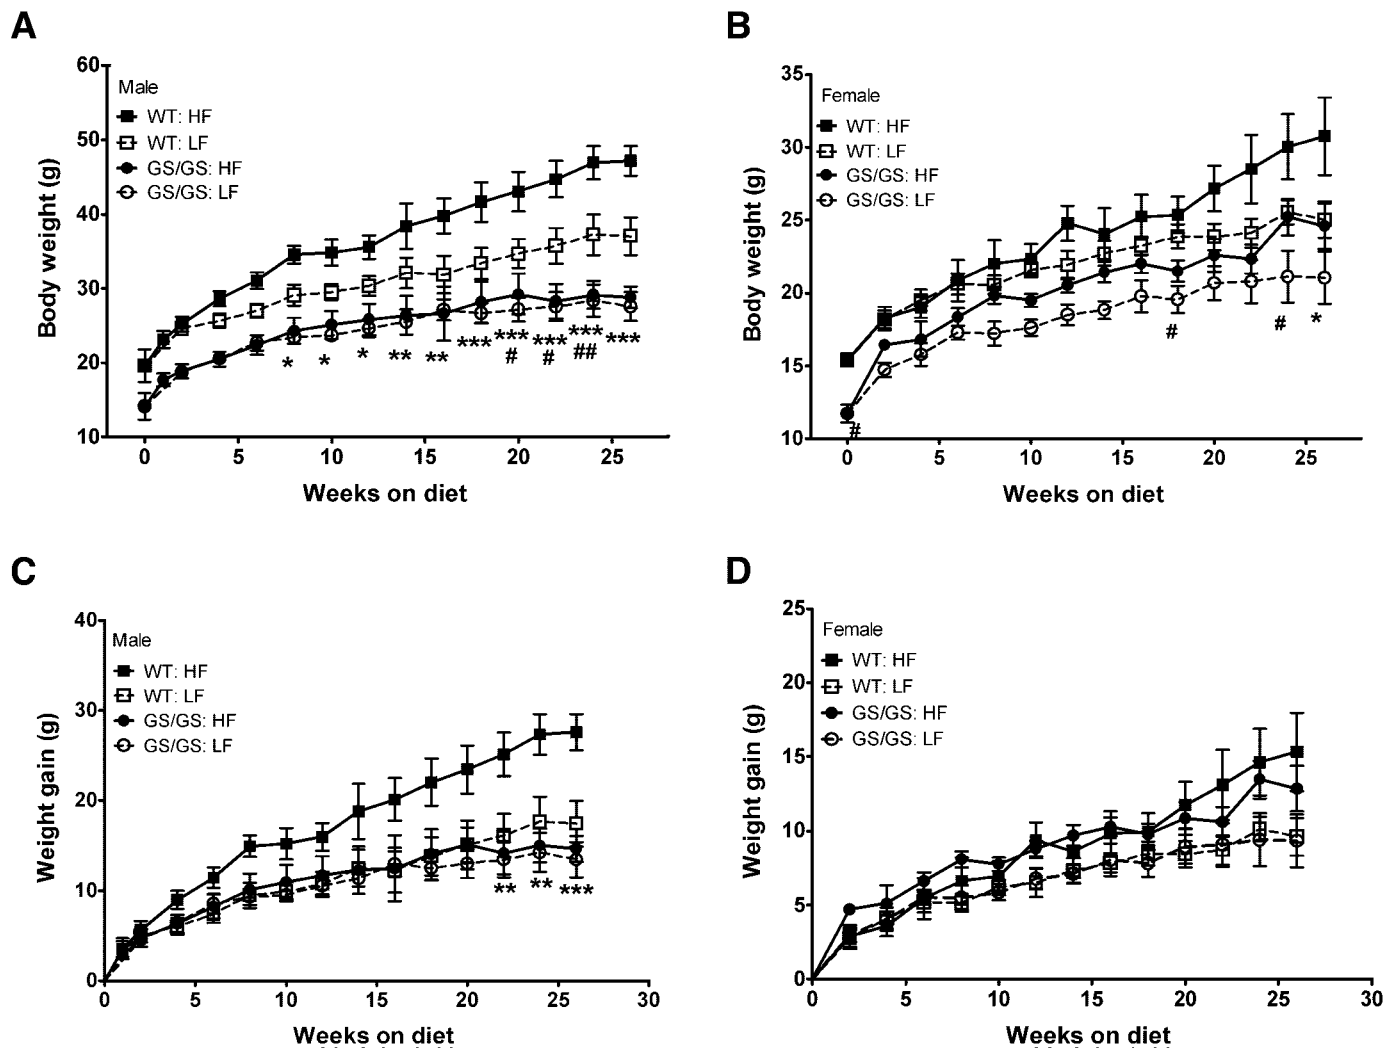 A
Body weight (g)
60
50
40
30
20
10
Male
WT: HF
WT: LF
GS/GS: HF
GS/GS: LF
* * * ** ** *** *** *** *** ***
# # ##
0 5 10 15 20 25
Weeks on diet
B
Body weight (g)
35
30
25
20
15
10
Female
WT: HF
WT: LF
GS/GS: HF
GS/GS: LF
# # # *
0 5 10 15 20 25
Weeks on diet
C
Weight gain (g)
40
30
20
10
0
Male
WT: HF
WT: LF
GS/GS: HF
GS/GS: LF
** ** ***
0 5 10 15 20 25 30
Weeks on diet
D
Weight gain (g)
25
20
15
10
5
0
Female
WT: HF
WT: LF
GS/GS: HF
GS/GS: LF
0 5 10 15 20 25 30
Weeks on diet